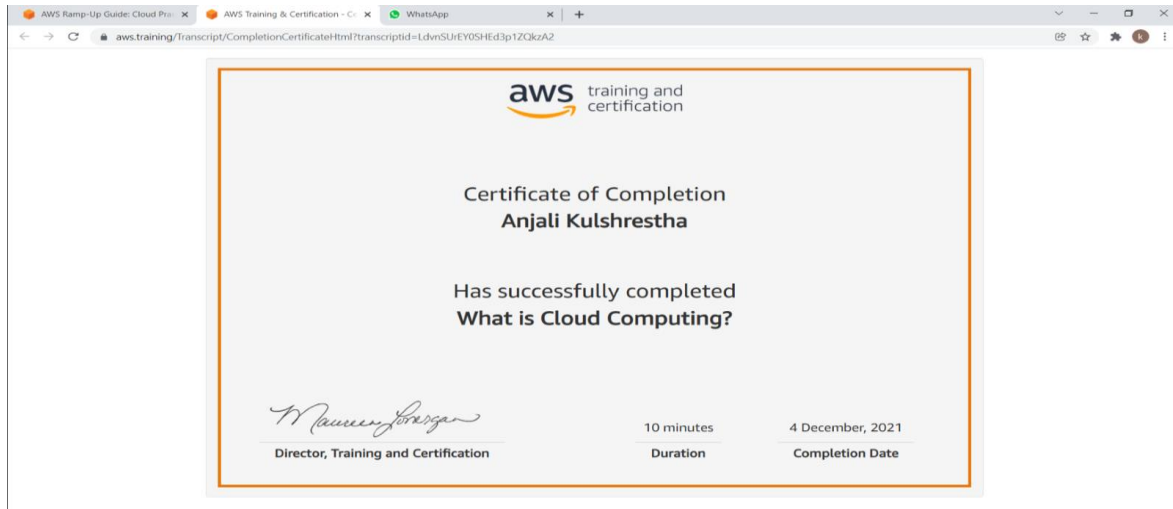 AWS Ramp-Up Guide: Cloud Pra
AWS Training & Certification - Ce
WhatsApp
aws.training/Transcript/CompletionCertificateHtml?transcriptid=LdvnSUrEY0SHEd3p1ZQkzA2
k
aws training and
certification
Certificate of Completion
Anjali Kulshrestha
Has successfully completed
What is Cloud Computing?
Maureen Lonergan
10 minutes
4 December, 2021
Director, Training and Certification
Duration
Completion Date